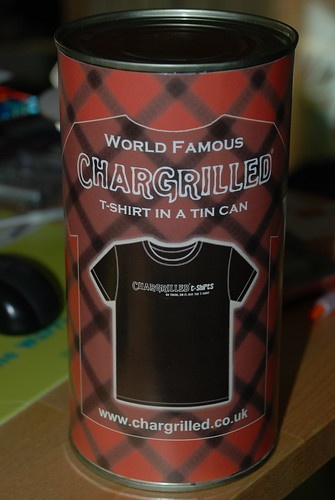 WORLD FAMOUS
CHARGRILLED
T-SHIRT IN A TIN CAN
CHARGRILLED t-shirts
www.chargrilled.co.uk